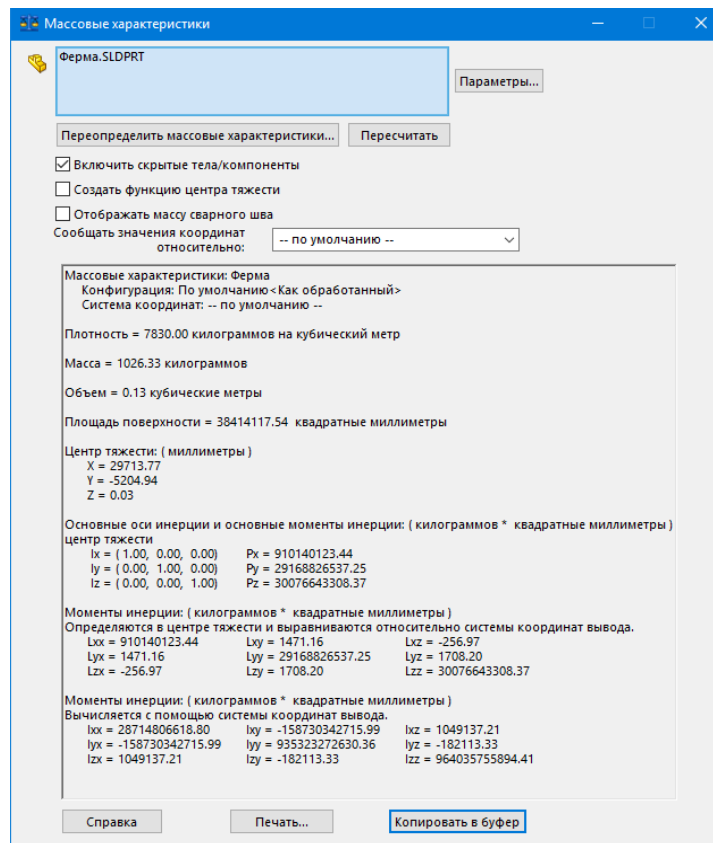 Массовые характеристики
Ферма.SLDPRT
Параметры...
Переопределить массовые характеристики...
Пересчитать
Включить скрытые тела/компоненты
Создать функцию центра тяжести
Отображать массу сварного шва
Сообщать значения координат
относительно:
-- по умолчанию --
Массовые характеристики: Ферма
Конфигурация: По умолчанию<Как обработанный>
Система координат: -- по умолчанию --
Плотность = 7830.00 килограммов на кубический метр
Масса = 1026.33 килограммов
Объем = 0.13 кубические метры
Площадь поверхности = 38414117.54 квадратные миллиметры
Центр тяжести: ( миллиметры )
X = 29713.77
Y = -5204.94
Z = 0.03
Основные оси инерции и основные моменты инерции: ( килограммов * квадратные миллиметры )
центр тяжести
Ix = ( 1.00, 0.00, 0.00) Px = 910140123.44
Iy = ( 0.00, 1.00, 0.00) Py = 29168826537.25
Iz = ( 0.00, 0.00, 1.00) Pz = 30076643308.37
Моменты инерции: ( килограммов * квадратные миллиметры )
Определяются в центре тяжести и выравниваются относительно системы координат вывода.
Lxx = 910140123.44 Lxy = 1471.16 Lxz = -256.97
Lyx = 1471.16 Lyy = 29168826537.25 Lyz = 1708.20
Lzx = -256.97 Lzy = 1708.20 Lzz = 30076643308.37
Моменты инерции: ( килограммов * квадратные миллиметры )
Вычисляется с помощью системы координат вывода.
Ixx = 28714806618.80 Ixy = -158730342715.99 Ixz = 1049137.21
Iyx = -158730342715.99 Iyy = 935323272630.36 Iyz = -182113.33
Izx = 1049137.21 Izy = -182113.33 Izz = 964035755894.41
Справка
Печать...
Копировать в буфер